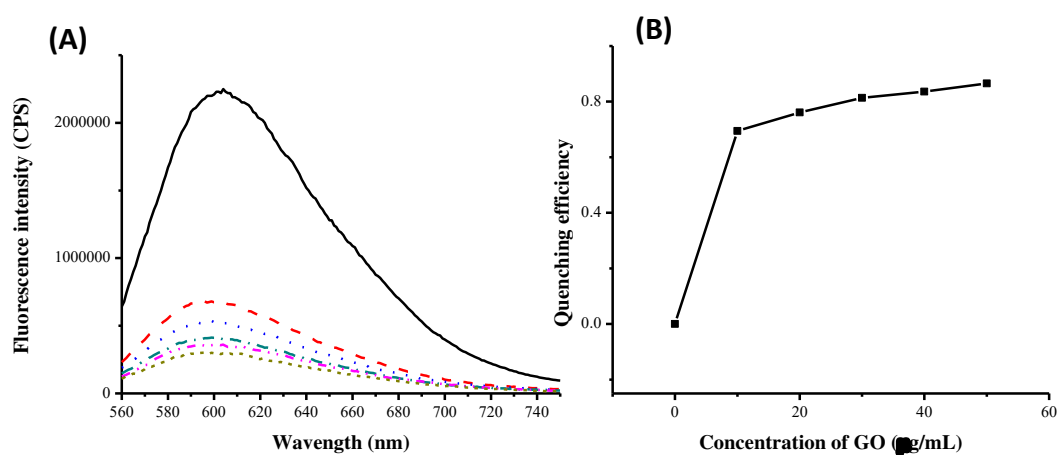 (A)
(B)
Fluorescence intensity (CPS)
2000000
1000000
0
560 580 600 620 640 660 680 700 720 740
Wavength (nm)
Quenching efficiency
0.8
0.4
0.0
0 20 40 60
Concentration of GO ( g/mL)